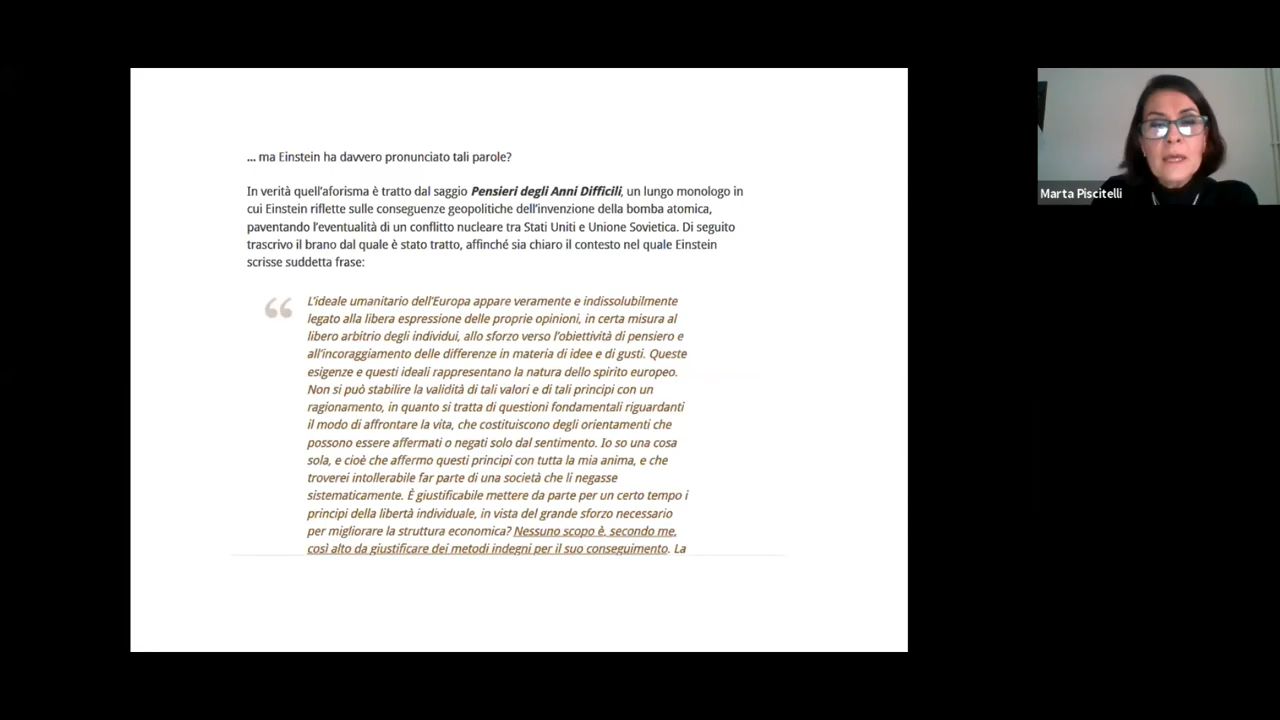 ... ma Einstein ha davvero pronunciato tali parole?
In verità quell'aforisma è tratto dal saggio Pensieri degli Anni Difficili, un lungo monologo in
cui Einstein riflette sulle conseguenze geopolitiche dell'invenzione della bomba atomica,
paventando l'eventualità di un conflitto nucleare tra Stati Uniti e Unione Sovietica. Di seguito
trascrivo il brano dal quale è stato tratto, affinché sia chiaro il contesto nel quale Einstein
scrisse suddetta frase:
“
L'ideale umanitario dell'Europa appare veramente e indissolubilmente
legato alla libera espressione delle proprie opinioni, in certa misura al
libero arbitrio degli individui, allo sforzo verso l'obiettività di pensiero e
all'incoraggiamento delle differenze in materia di idee e di gusti. Queste
esigenze e questi ideali rappresentano la natura dello spirito europeo.
Non si può stabilire la validità di tali valori e di tali principi con un
ragionamento, in quanto si tratta di questioni fondamentali riguardanti
il modo di affrontare la vita, che costituiscono degli orientamenti che
possono essere affermati o negati solo dal sentimento. Io so una cosa
sola, e cioè che affermo questi principi con tutta la mia anima, e che
troverei intollerabile far parte di una società che li negasse
sistematicamente. È giustificabile mettere da parte per un certo tempo i
principi della libertà individuale, in vista del grande sforzo necessario
per migliorare la struttura economica? Nessuno scopo è, secondo me,
così alto da giustificare dei metodi indegni per il suo conseguimento. La
Marta Piscitelli